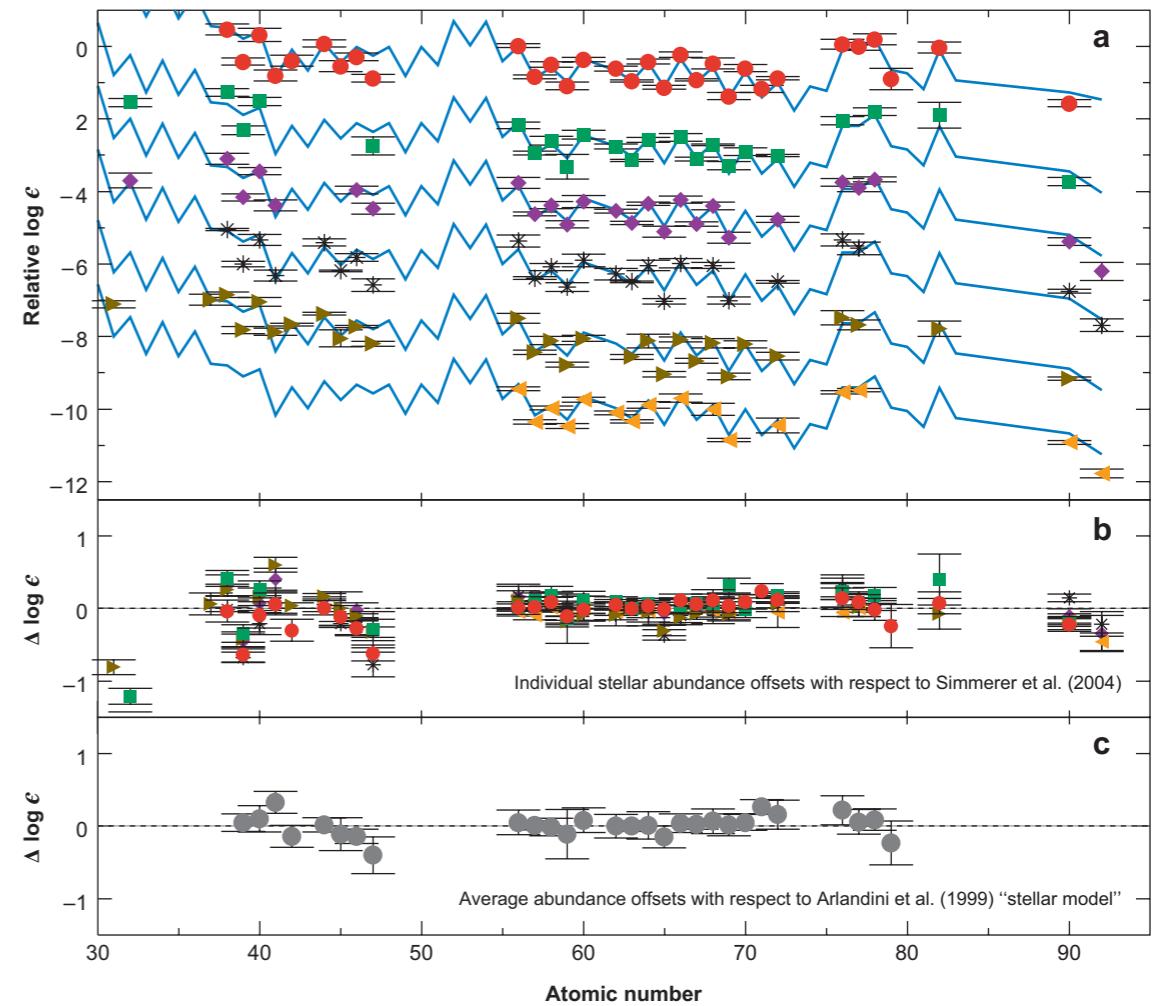 a
0
2
−4
−6
−8
−10
−12
Relative log ϵ
b
1
0
−1
Δ log ϵ
Individual stellar abundance offsets with respect to Simmerer et al. (2004)
c
1
0
−1
Δ log ϵ
Average abundance offsets with respect to Arlandini et al. (1999) ‘‘stellar model’’
30 40 50 60 70 80 90
Atomic number